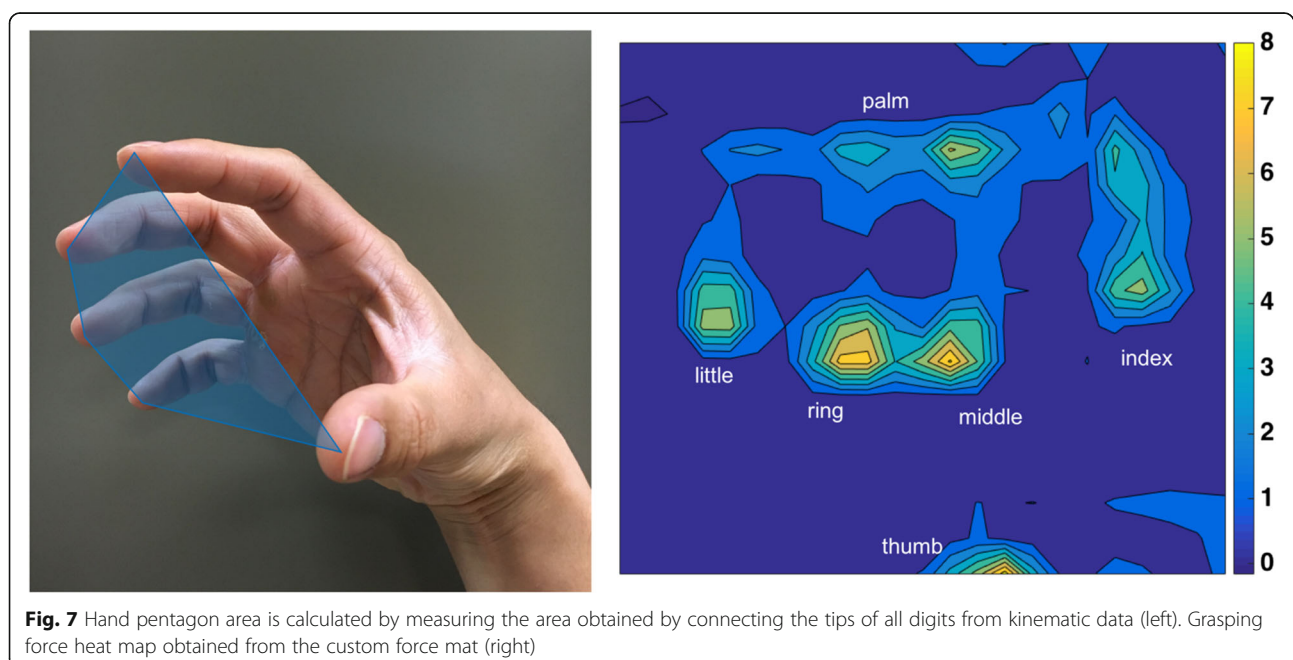 palm
little
ring
middle
index
thumb
8
7
6
5
4
3
2
1
0
Fig. 7 Hand pentagon area is calculated by measuring the area obtained by connecting the tips of all digits from kinematic data (left). Grasping
force heat map obtained from the custom force mat (right)